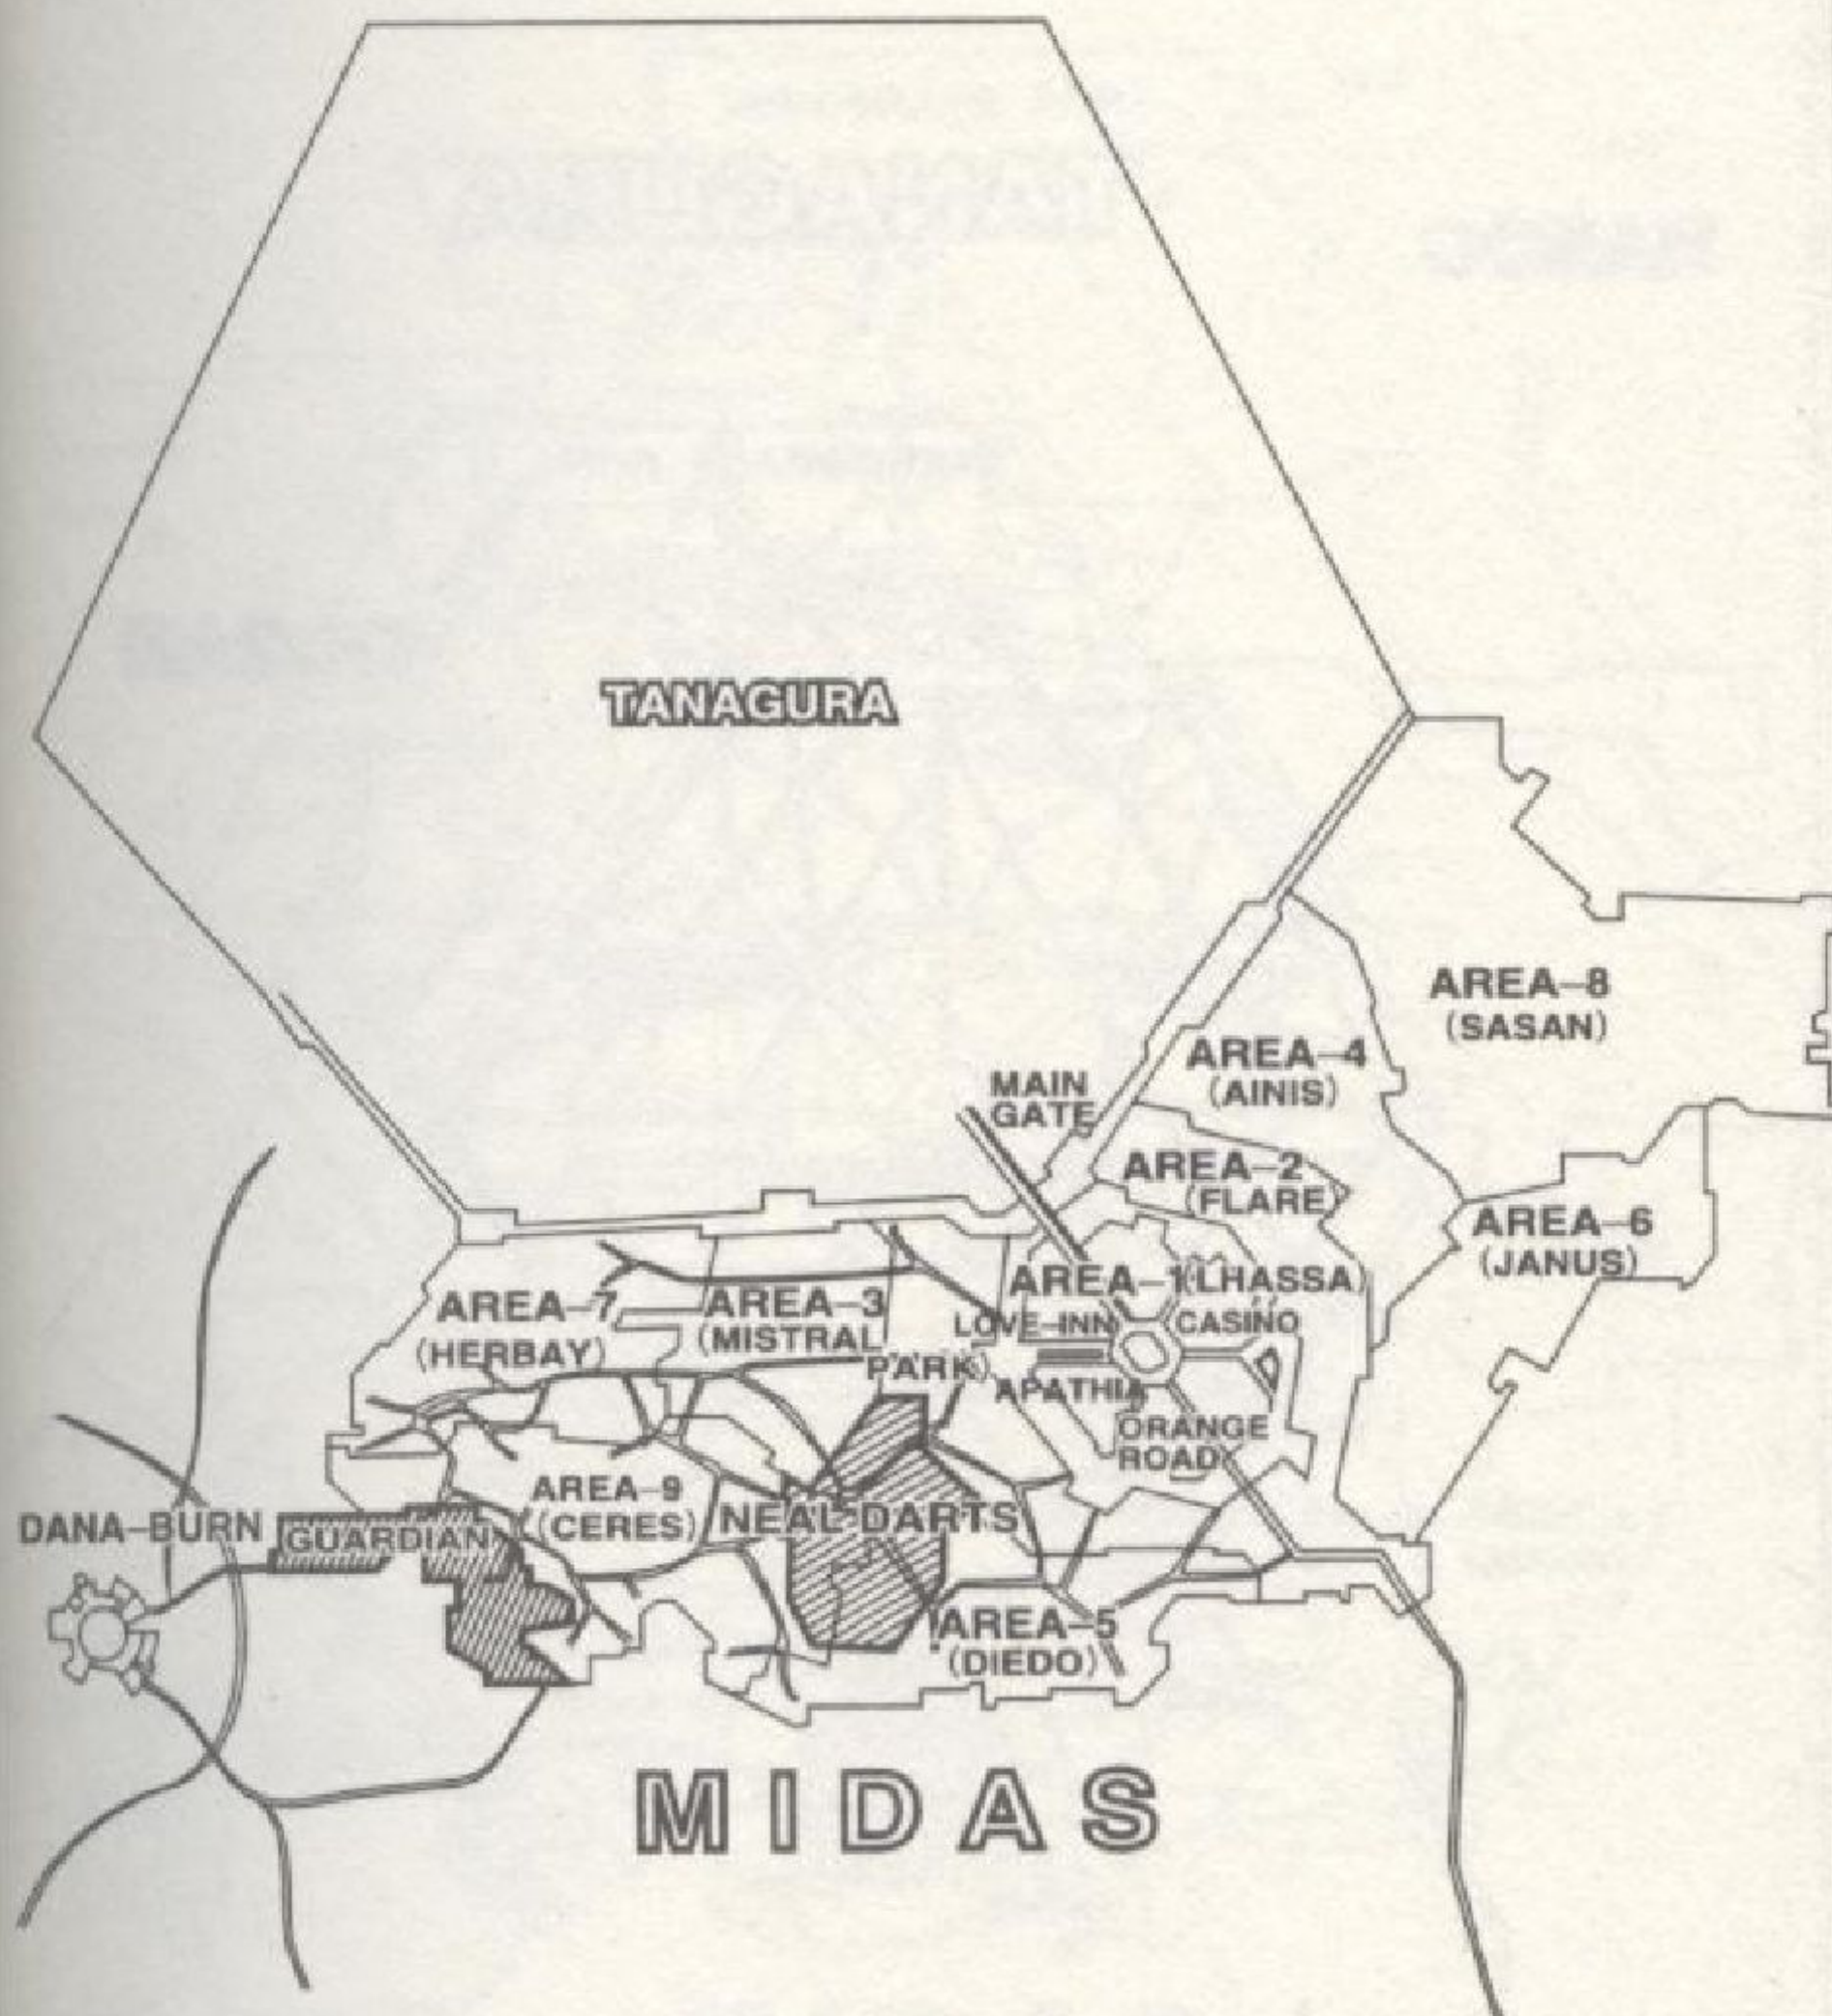 TANAGURA
AREA–8
(SASAN)
AREA–4
(AINIS)
MAIN
GATE
AREA–2
(FLARE)
AREA–6
(JANUS)
AREA–1(LHASSA)
AREA–7
(HERBAY)
AREA–3
(MISTRAL
PARK)
LOVE–INN
CASINO
APATHIA
ORANGE
ROAD
AREA–9
(CERES)
NEAL DARTS
DANA–BURN
GUARDIAN
AREA–5
(DIEDO)
MIDAS